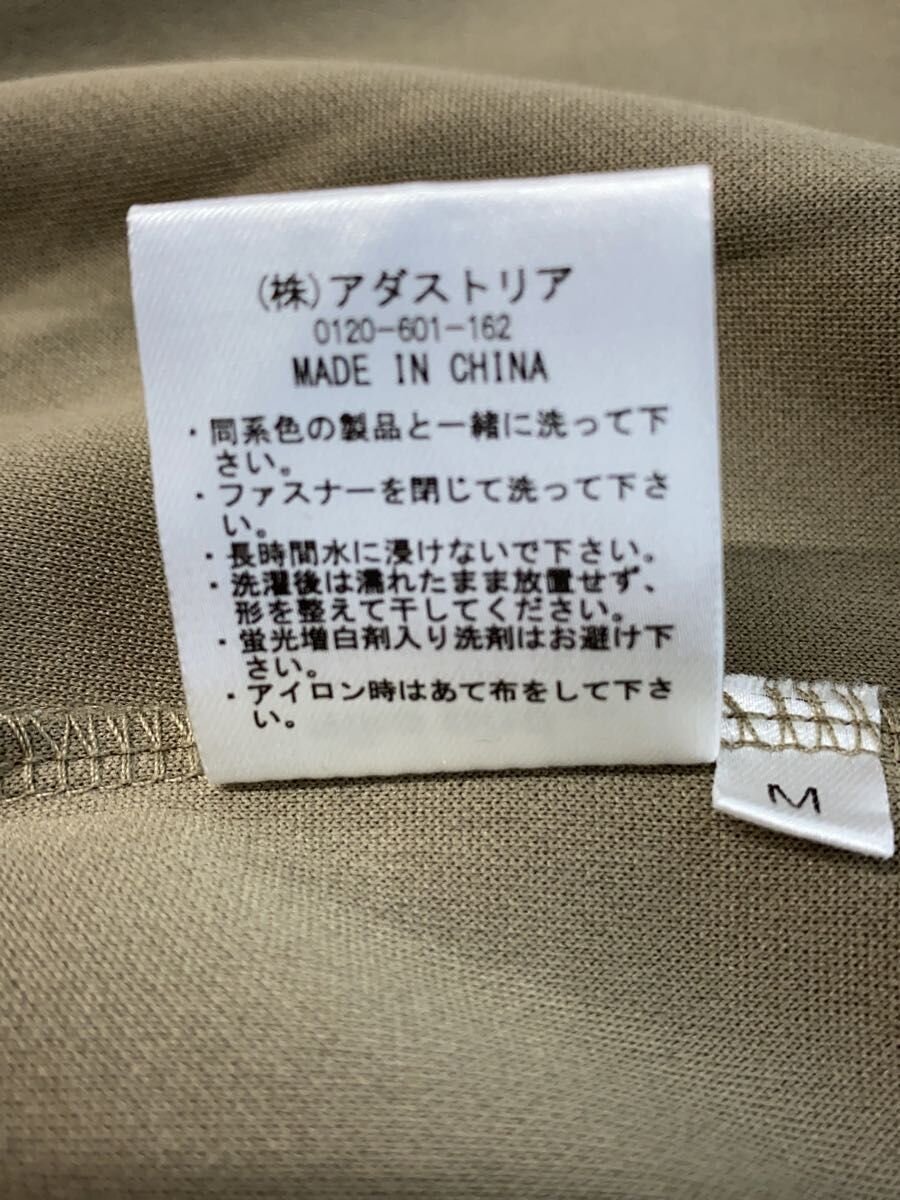 (株)アダストリア
0120-601-162
MADE IN CHINA
・同系色の製品と一緒に洗って下
さい。
・ファスナーを閉じて洗って下さ
い。
・長時間水に浸けないで下さい。
・洗濯後は濡れたまま放置せず、
形を整えて干してください。
・蛍光増白剤入り洗剤はお避け下
さい。
・アイロン時はあて布をして下さ
い。
M